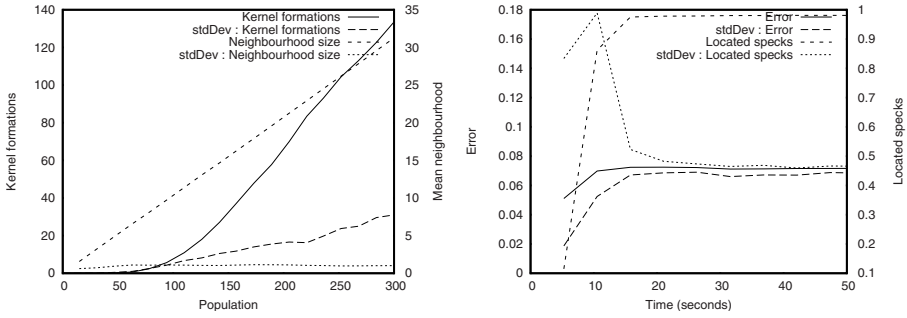 Kernel formations
stdDev : Kernel formations
Neighbourhood size
stdDev : Neighbourhood size
140
120
100
80
60
40
20
0
Kernel formations
35
30
25
20
15
10
5
0
Mean neighbourhood
0 50 100 150 200 250 300
Population
Error
stdDev : Error
Located specks
stdDev : Located specks
0.18
0.16
0.14
0.12
0.1
0.08
0.06
0.04
0.02
0
Error
1
0.9
0.8
0.7
0.6
0.5
0.4
0.3
0.2
0.1
Located specks
0 10 20 30 40 50
Time (seconds)